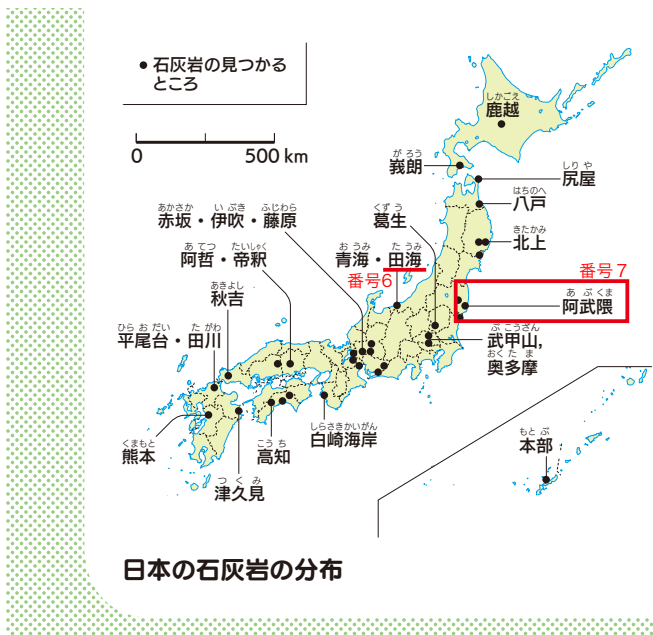 ● 石灰岩の見つかる
ところ
0 500 km
しかごえ
鹿越
がろう
峩朗
しりや
尻屋
はちのへ
八戸
あかさか いぶき ふじわら
赤坂・伊吹・藤原
くずう
葛生
きたかみ
北上
あてつ たいしゃく
阿哲・帝釈
おうみ たうみ
青海・田海
番号6
番号7
あぶくま
阿武隈
あきよし
秋吉
ひらおだい たがわ
平尾台・田川
ぶこうざん
武甲山,
おくたま
奥多摩
しらさきかいがん
白崎海岸
もとぶ
本部
くまもと
熊本
こうち
高知
つくみ
津久見
日本の石灰岩の分布